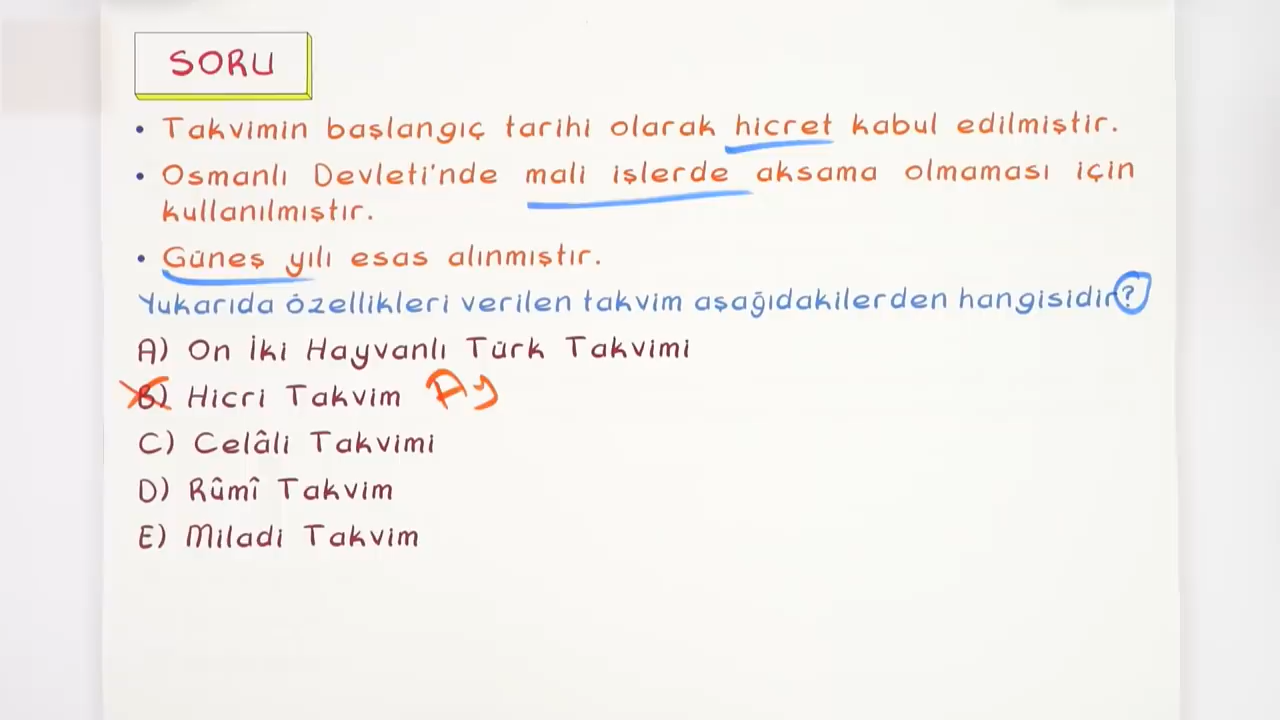 SORU
• Takvimin başlangıç tarihi olarak hicret kabul edilmiştir.
• Osmanlı Devleti'nde mali işlerde aksama olmaması için
kullanılmıştır.
• Güneş yılı esas alınmıştır.
Yukarıda özellikleri verilen takvim aşağıdakilerden hangisidir?
A) On İki Hayvanlı Türk Takvimi
B) Hicri Takvim Ay
C) Celâli Takvimi
D) Rûmî Takvim
E) Miladi Takvim